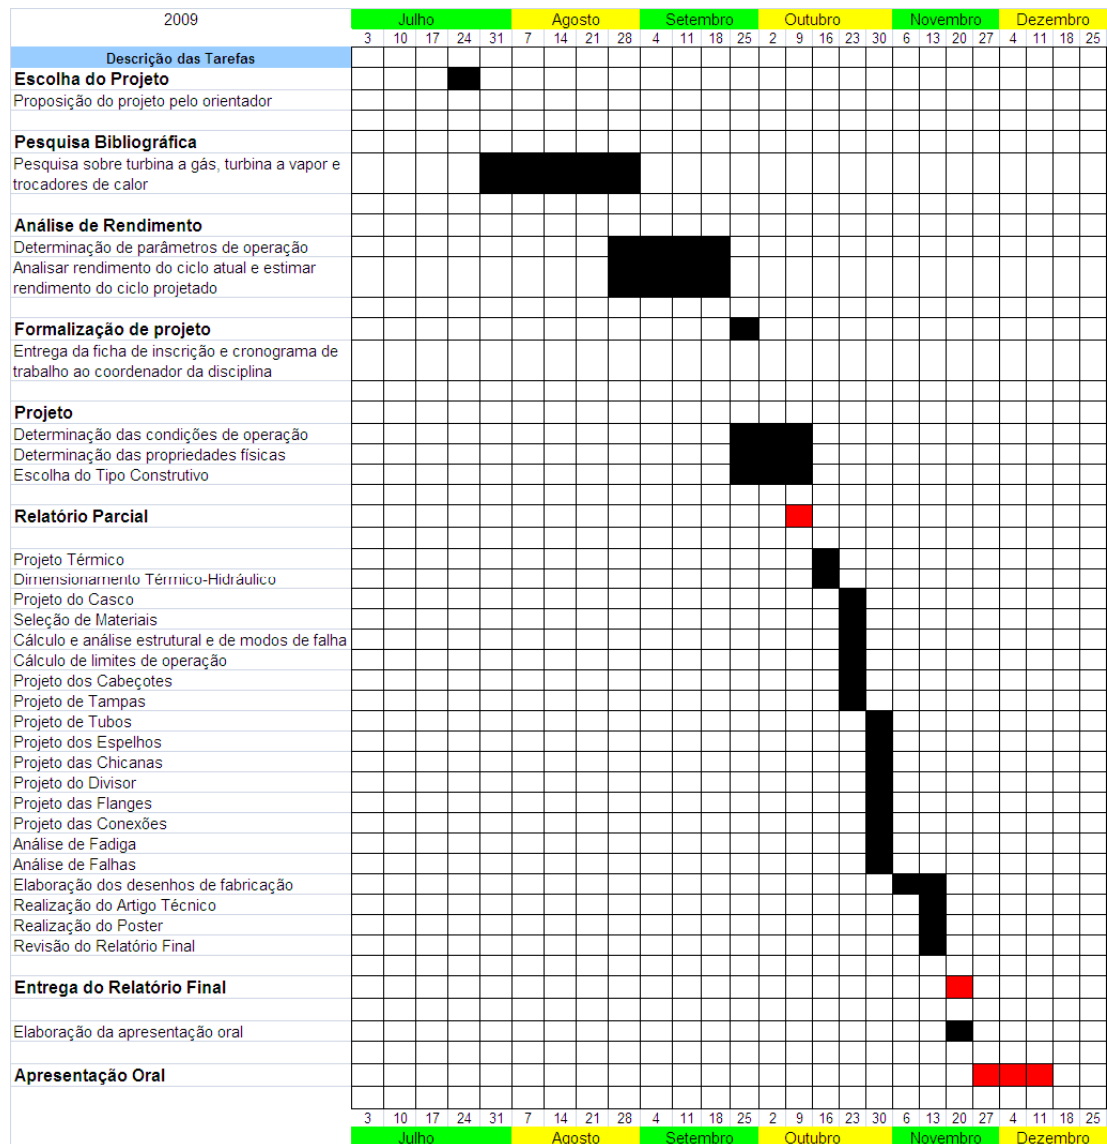 2009 Julho Agosto Setembro Outubro Novembro Dezembro
3 10 17 24 31 7 14 21 28 4 11 18 25 2 9 16 23 30 6 13 20 27 4 11 18 25
Descrição das Tarefas
Escolha do Projeto
Proposição do projeto pelo orientador
Pesquisa Bibliográfica
Pesquisa sobre turbina a gás, turbina a vapor e
trocadores de calor
Análise de Rendimento
Determinação de parâmetros de operação
Analisar rendimento do ciclo atual e estimar
rendimento do ciclo projetado
Formalização de projeto
Entrega da ficha de inscrição e cronograma de
trabalho ao coordenador da disciplina
Projeto
Determinação das condições de operação
Determinação das propriedades físicas
Escolha do Tipo Construtivo
Relatório Parcial
Projeto Térmico
Dimensionamento Térmico-Hidráulico
Projeto do Casco
Seleção de Materiais
Cálculo e análise estrutural e de modos de falha
Cálculo de limites de operação
Projeto dos Cabeçotes
Projeto de Tampas
Projeto de Tubos
Projeto dos Espelhos
Projeto das Chicanas
Projeto do Divisor
Projeto das Flanges
Projeto das Conexões
Análise de Fadiga
Análise de Falhas
Elaboração dos desenhos de fabricação
Realização do Artigo Técnico
Realização do Poster
Revisão do Relatório Final
Entrega do Relatório Final
Elaboração da apresentação oral
Apresentação Oral
3 10 17 24 31 7 14 21 28 4 11 18 25 2 9 16 23 30 6 13 20 27 4 11 18 25
Julho Agosto Setembro Outubro Novembro Dezembro